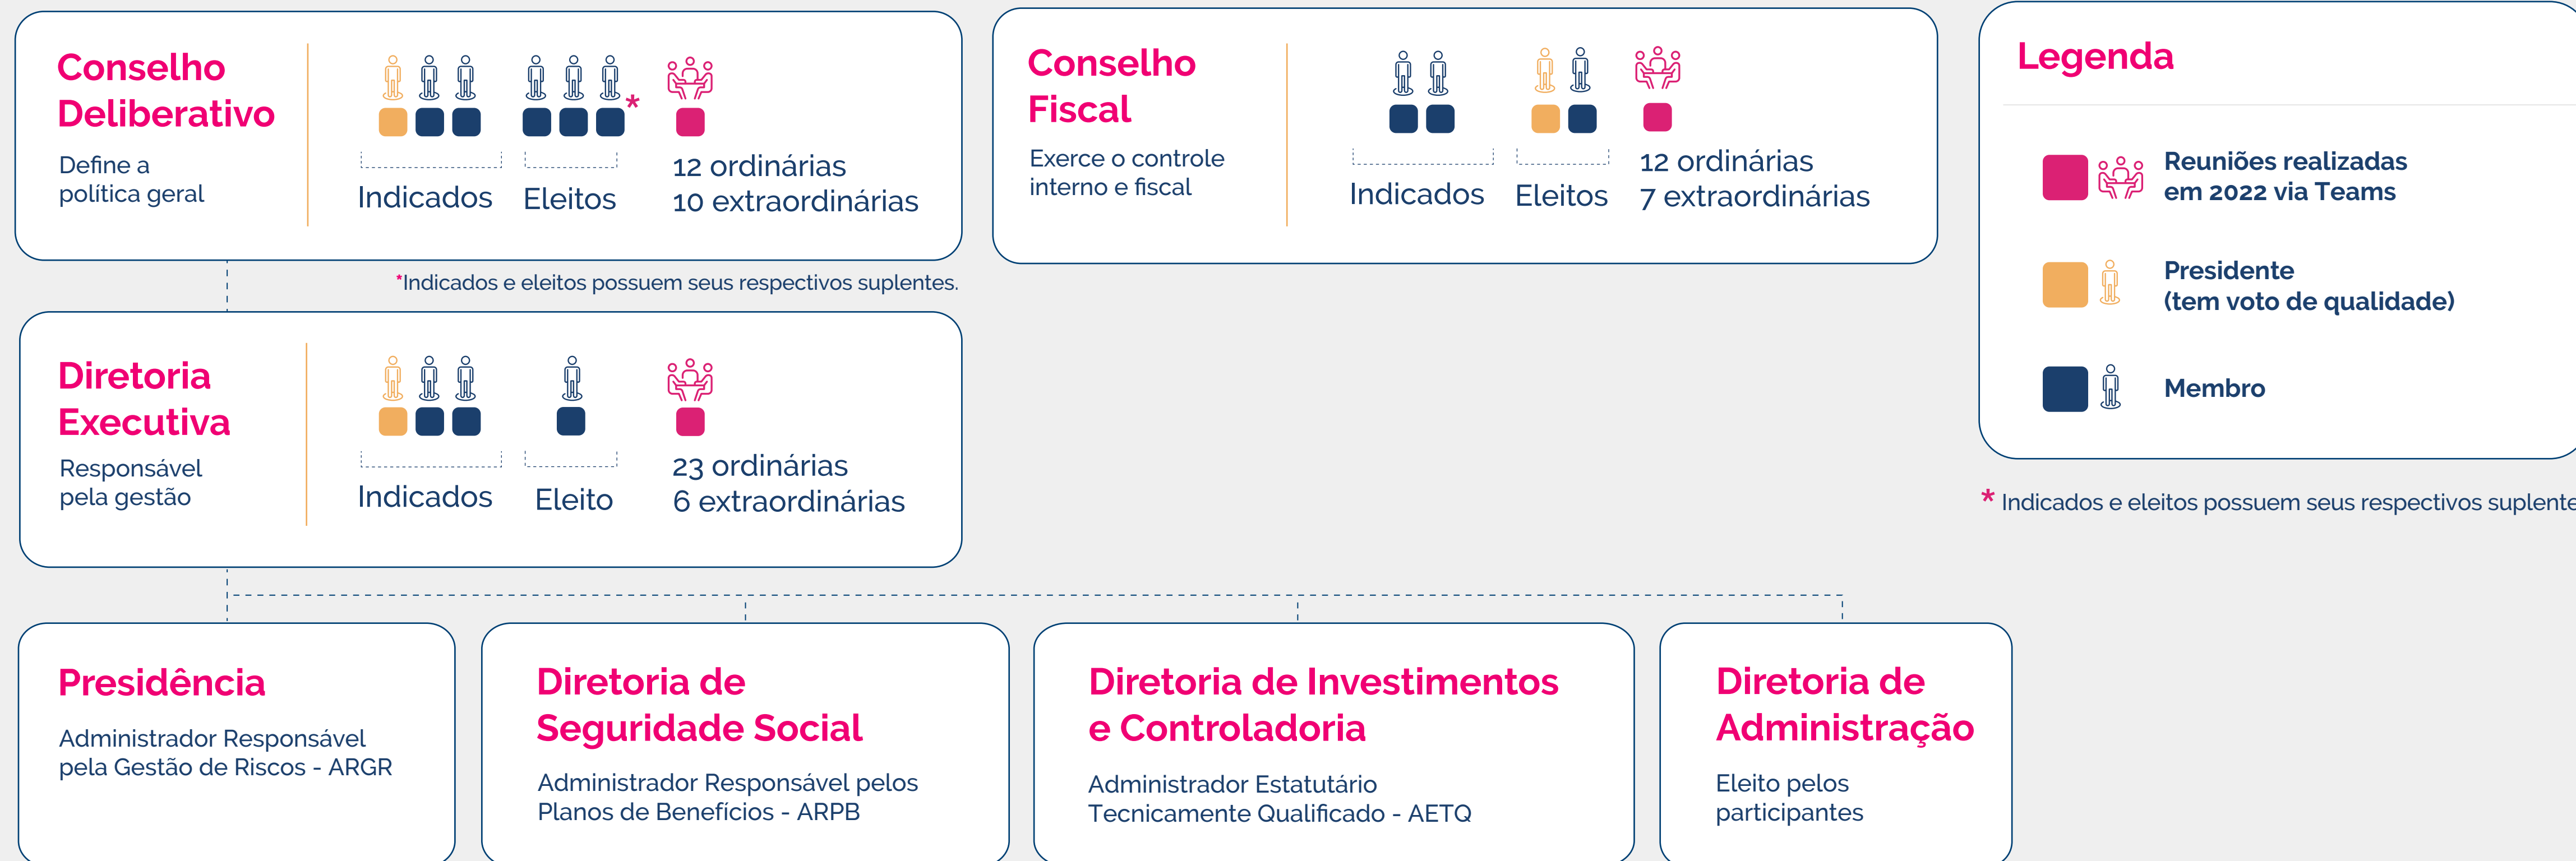 Conselho
Deliberativo
Define a
política geral
*
Indicados
Eleitos
12 ordinárias
10 extraordinárias
*Indicados e eleitos possuem seus respectivos suplentes.
Conselho
Fiscal
Exerce o controle
interno e fiscal
Indicados
Eleitos
12 ordinárias
7 extraordinárias
Legenda
Reuniões realizadas
em 2022 via Teams
Presidente
(tem voto de qualidade)
Membro
* Indicados e eleitos possuem seus respectivos suplente
Diretoria
Executiva
Responsável
pela gestão
Indicados
Eleito
23 ordinárias
6 extraordinárias
Presidência
Administrador Responsável
pela Gestão de Riscos - ARGR
Diretoria de
Seguridade Social
Administrador Responsável pelos
Planos de Benefícios - ARPB
Diretoria de Investimentos
e Controladoria
Administrador Estatutário
Tecnicamente Qualificado - AETQ
Diretoria de
Administração
Eleito pelos
participantes